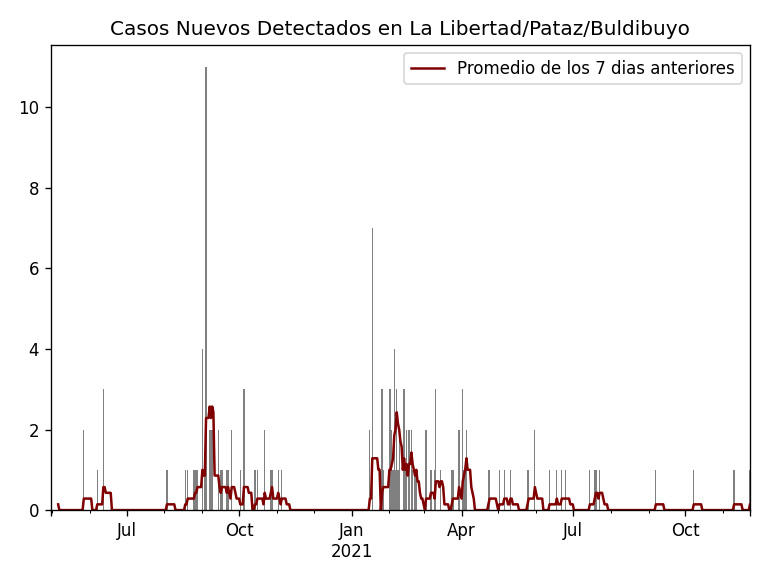 Casos Nuevos Detectados en La Libertad/Pataz/Buldibuyo
Promedio de los 7 dias anteriores
10
8
6
4
2
0
Jul
Oct
Jan
2021
Apr
Jul
Oct